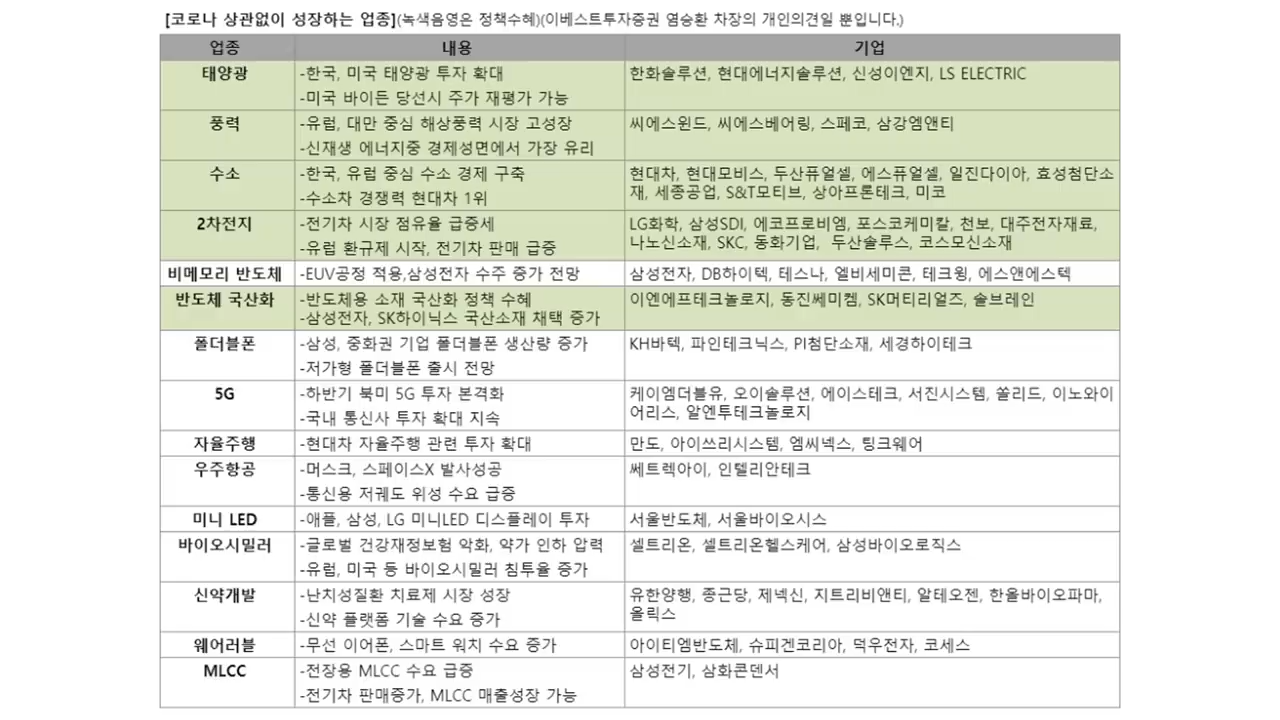 [코로나 상관없이 성장하는 업종](녹색음영은 정책수혜)(이베스트투자증권 염승환 차장의 개인의견일 뿐입니다.)
업종 내용 기업
태양광 -한국, 미국 태양광 투자 확대 한화솔루션, 현대에너지솔루션, 신성이엔지, LS ELECTRIC
-미국 바이든 당선시 주가 재평가 가능
풍력 -유럽, 대만 중심 해상풍력 시장 고성장 씨에스윈드, 씨에스베어링, 스페코, 삼강엠앤티
-신재생 에너지중 경제성면에서 가장 유리
수소 -한국, 유럽 중심 수소 경제 구축 현대차, 현대모비스, 두산퓨얼셀, 에스퓨얼셀, 일진다이아, 효성첨단소
-수소차 경쟁력 현대차 1위 재, 세종공업, S&T모티브, 상아프론테크, 미코
2차전지 -전기차 시장 점유율 급증세 LG화학, 삼성SDI, 에코프로비엠, 포스코케미칼, 천보, 대주전자재료,
-유럽 환규제 시작, 전기차 판매 급증 나노신소재, SKC, 동화기업, 두산솔루스, 코스모신소재
비메모리 반도체 -EUV공정 적용,삼성전자 수주 증가 전망 삼성전자, DB하이텍, 테스나, 엘비세미콘, 테크윙, 에스앤에스텍
반도체 국산화 -반도체용 소재 국산화 정책 수혜 이엔에프테크놀로지, 동진쎄미켐, SK머티리얼즈, 솔브레인
-삼성전자, SK하이닉스 국산소재 채택 증가
폴더블폰 -삼성, 중화권 기업 폴더블폰 생산량 증가 KH바텍, 파인테크닉스, PI첨단소재, 세경하이테크
-저가형 폴더블폰 출시 전망
5G -하반기 북미 5G 투자 본격화 케이엠더블유, 오이솔루션, 에이스테크, 서진시스템, 쏠리드, 이노와이
-국내 통신사 투자 확대 지속 어리스, 알엔투테크놀로지
자율주행 -현대차 자율주행 관련 투자 확대 만도, 아이쓰리시스템, 엠씨넥스, 팅크웨어
우주항공 -머스크, 스페이스X 발사성공 쎄트렉아이, 인텔리안테크
-통신용 저궤도 위성 수요 급증
미니 LED -애플, 삼성, LG 미니LED 디스플레이 투자 서울반도체, 서울바이오시스
바이오시밀러 -글로벌 건강재정보험 악화, 약가 인하 압력 셀트리온, 셀트리온헬스케어, 삼성바이오로직스
-유럽, 미국 등 바이오시밀러 침투율 증가
신약개발 -난치성질환 치료제 시장 성장 유한양행, 종근당, 제넥신, 지트리비앤티, 알테오젠, 한올바이오파마,
-신약 플랫폼 기술 수요 증가 올릭스
웨어러블 -무선 이어폰, 스마트 워치 수요 증가 아이티엠반도체, 슈피겐코리아, 덕우전자, 코세스
MLCC -전장용 MLCC 수요 급증 삼성전기, 삼화콘덴서
-전기차 판매증가, MLCC 매출성장 가능